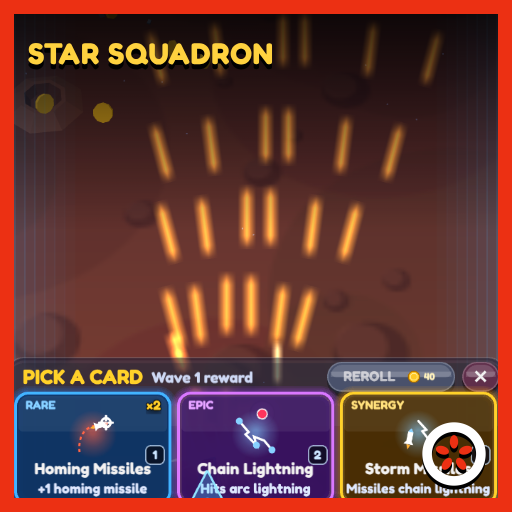 STAR SQUADRON
PICK A CARD Wave 1 reward REROLL 40
RARE x2
1
Homing Missiles
+1 homing missile
EPIC
2
Chain Lightning
Hits arc lightning
SYNERGY
Storm
Missiles chain lightning